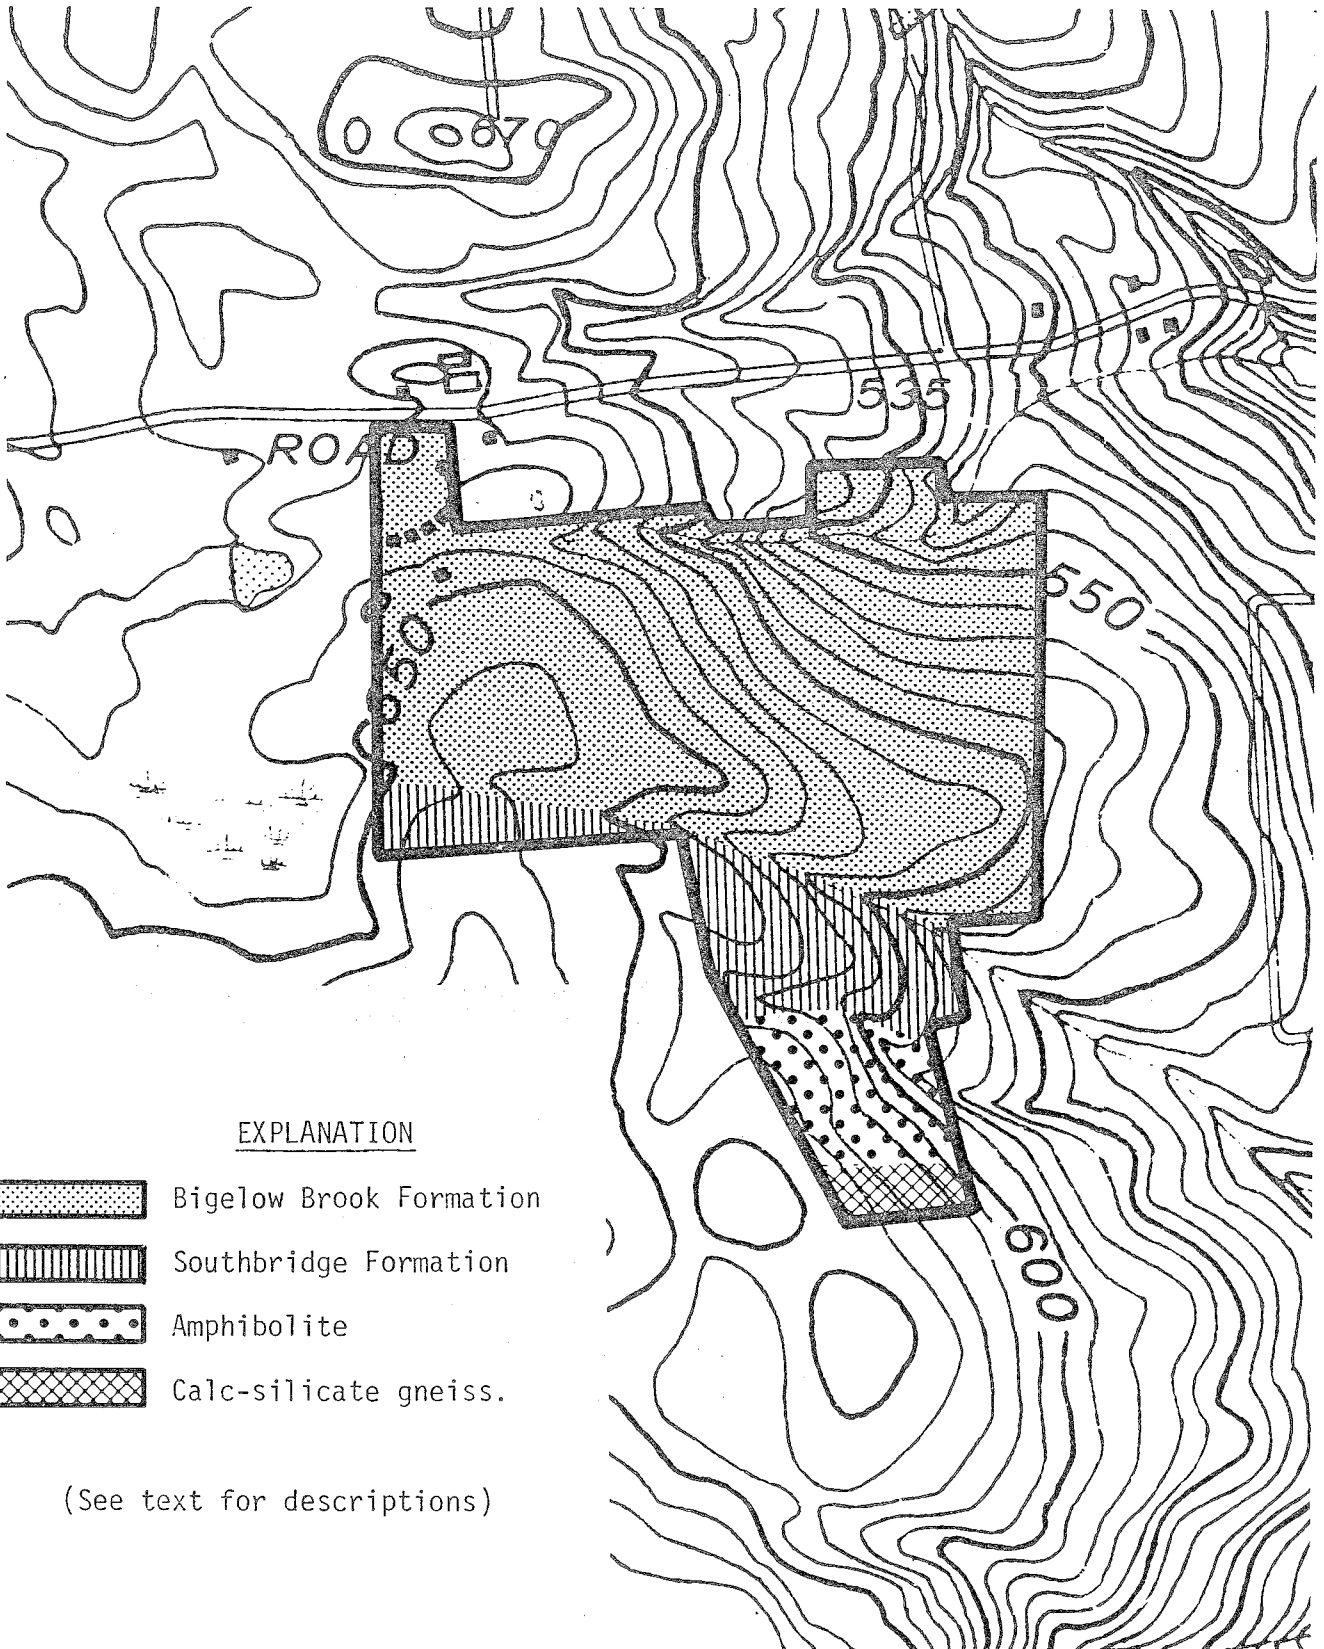 670
535
ROAD
550
650
600
EXPLANATION
Bigelow Brook Formation
Southbridge Formation
Amphibolite
Calc-silicate gneiss.
(See text for descriptions)